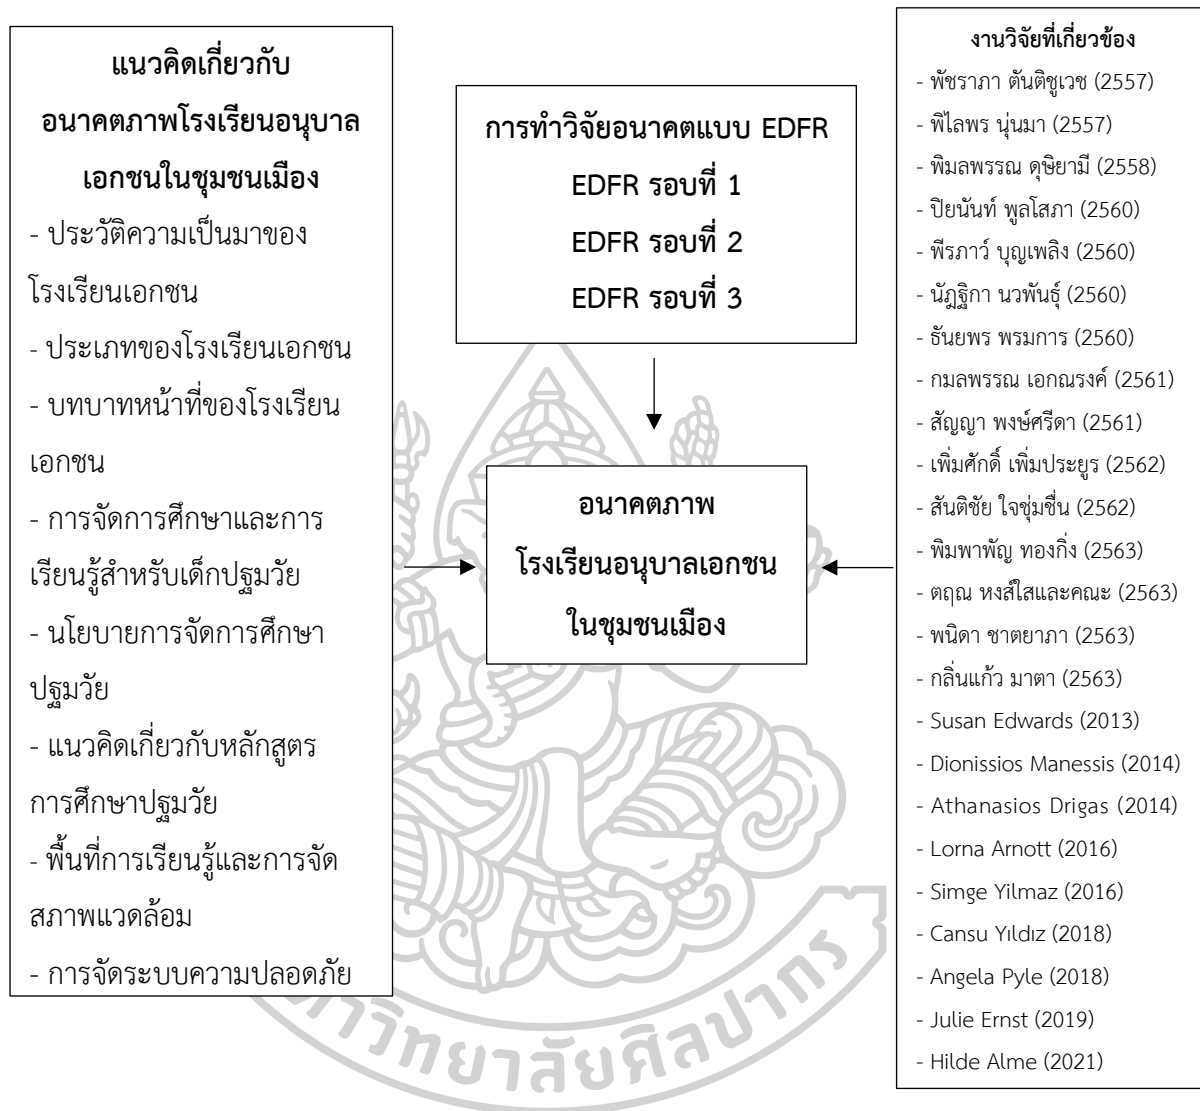 แนวคิดเกี่ยวกับ
อนาคตภาพโรงเรียนอนุบาล
เอกชนในชุมชนเมือง
- ประวัติความเป็นมาของ
โรงเรียนเอกชน
- ประเภทของโรงเรียนเอกชน
- บทบาทหน้าที่ของโรงเรียน
เอกชน
- การจัดการศึกษาและการ
เรียนรู้สำหรับเด็กปฐมวัย
- นโยบายการจัดการศึกษา
ปฐมวัย
- แนวคิดเกี่ยวกับหลักสูตร
การศึกษาปฐมวัย
- พื้นที่การเรียนรู้และการจัด
สภาพแวดล้อม
- การจัดระบบความปลอดภัย
การทำวิจัยอนาคตแบบ EDFR
EDFR รอบที่ 1
EDFR รอบที่ 2
EDFR รอบที่ 3
อนาคตภาพ
โรงเรียนอนุบาลเอกชน
ในชุมชนเมือง
งานวิจัยที่เกี่ยวข้อง
- พัชราภา ตันติชูเวช (2557)
- พิไลพร นุ่นมา (2557)
- พิมลพรรณ ดุษิยามี (2558)
- ปิยนันท์ พูลโสภา (2560)
- พีรภาว์ บุญเพลิง (2560)
- นัฎฐิกา นวพันธุ์ (2560)
- ธันยพร พรมการ (2560)
- กมลพรรณ เอกณรงค์ (2561)
- สัญญา พงษ์ศรีดา (2561)
- เพิ่มศักดิ์ เพิ่มประยูร (2562)
- สันติชัย ใจชุ่มชื่น (2562)
- พิมพาพัญ ทองกิ่ง (2563)
- ตฤณ หงส์ใสและคณะ (2563)
- พนิดา ชาตยาภา (2563)
- กลิ่นแก้ว มาตา (2563)
- Susan Edwards (2013)
- Dionissios Manessis (2014)
- Athanasios Drigas (2014)
- Lorna Arnott (2016)
- Simge Yilmaz (2016)
- Cansu Yıldız (2018)
- Angela Pyle (2018)
- Julie Ernst (2019)
- Hilde Alme (2021)
าวิทยาลัยศิลปากร